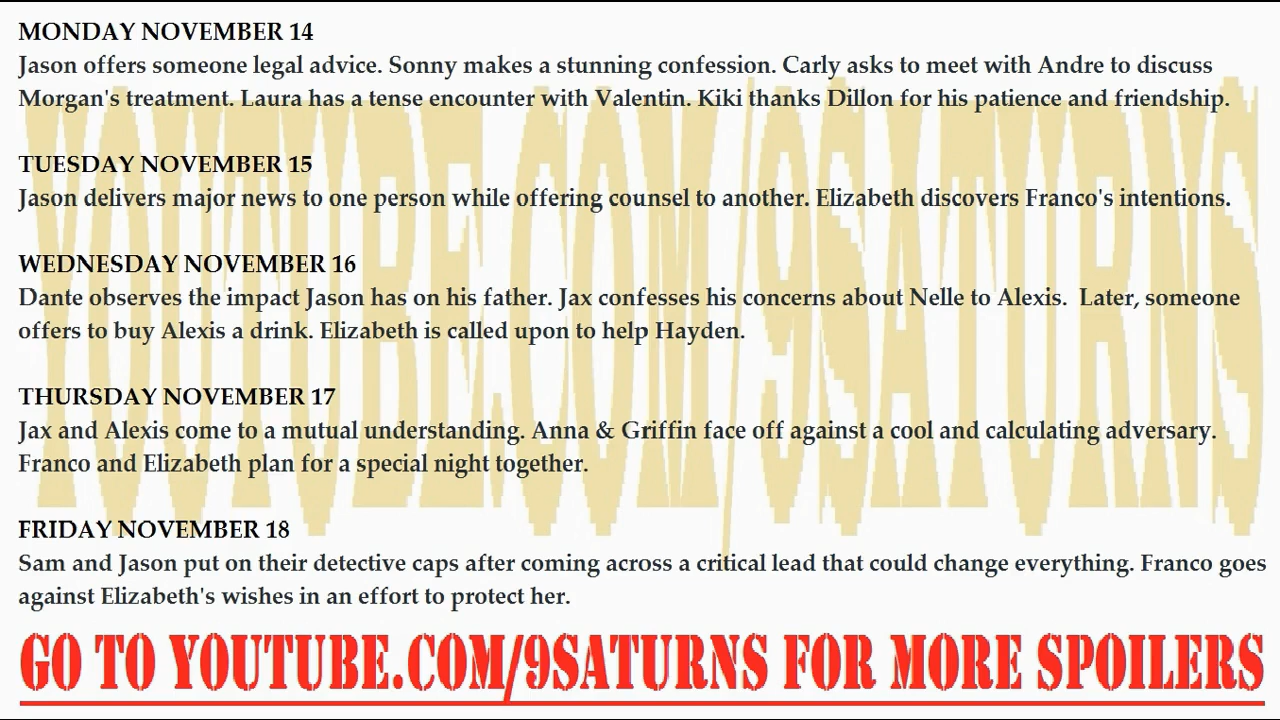 MONDAY NOVEMBER 14
Jason offers someone legal advice. Sonny makes a stunning confession. Carly asks to meet with Andre to discuss
Morgan's treatment. Laura has a tense encounter with Valentin. Kiki thanks Dillon for his patience and friendship.
TUESDAY NOVEMBER 15
Jason delivers major news to one person while offering counsel to another. Elizabeth discovers Franco's intentions.
WEDNESDAY NOVEMBER 16
Dante observes the impact Jason has on his father. Jax confesses his concerns about Nelle to Alexis.  Later, someone
offers to buy Alexis a drink. Elizabeth is called upon to help Hayden.
THURSDAY NOVEMBER 17
Jax and Alexis come to a mutual understanding. Anna & Griffin face off against a cool and calculating adversary.
Franco and Elizabeth plan for a special night together.
FRIDAY NOVEMBER 18
Sam and Jason put on their detective caps after coming across a critical lead that could change everything. Franco goes
against Elizabeth's wishes in an effort to protect her.
GO TO YOUTUBE.COM/9SATURNS FOR MORE SPOILERS
YOUTUBE.COM/9SATURNS